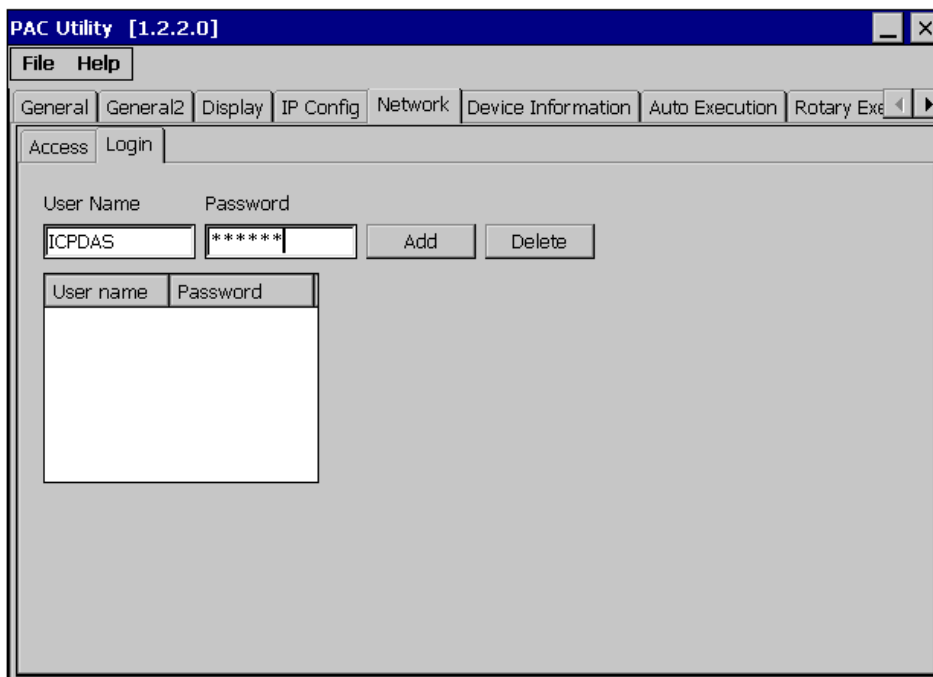 PAC Utility [1.2.2.0]
File Help
General General2 Display IP Config Network Device Information Auto Execution Rotary Exe
Access Login
User Name Password
ICPDAS ****** Add Delete
User name Password